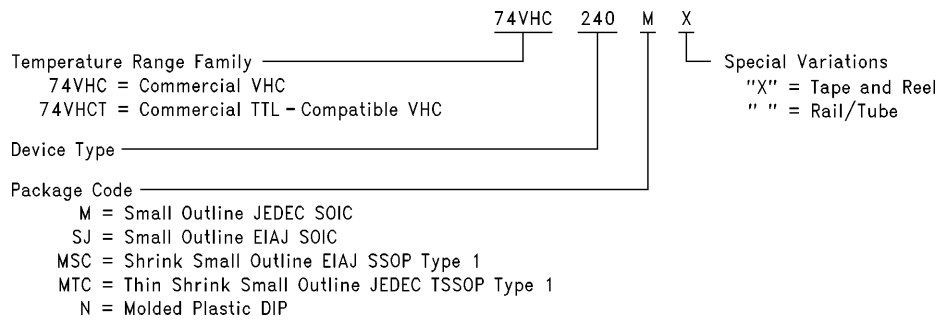 74VHC 240 M X
Temperature Range Family
74VHC = Commercial VHC
74VHCT = Commercial TTL-Compatible VHC
Special Variations
"X" = Tape and Reel
" " = Rail/Tube
Device Type
Package Code
M = Small Outline JEDEC SOIC
SJ = Small Outline EIAJ SOIC
MSC = Shrink Small Outline EIAJ SSOP Type 1
MTC = Thin Shrink Small Outline JEDEC TSSOP Type 1
N = Molded Plastic DIP